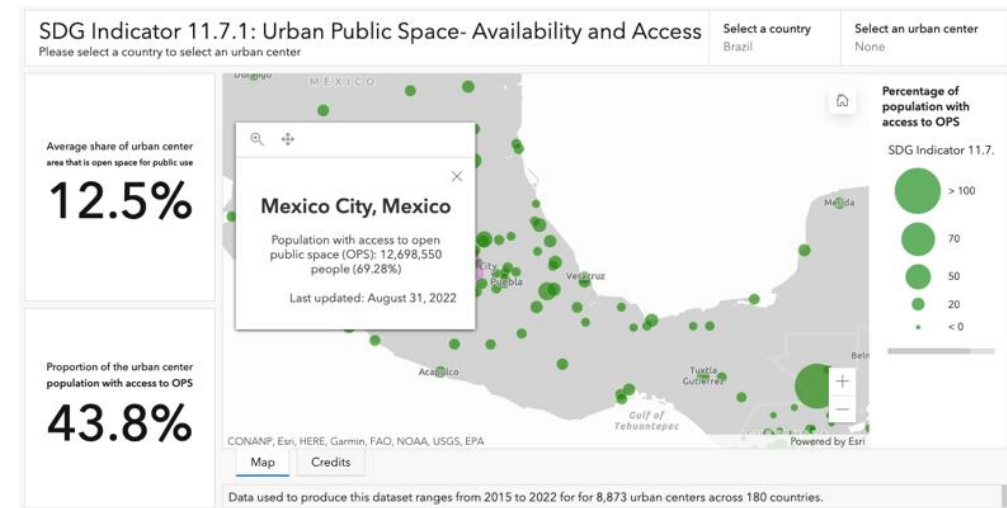 SDG Indicator 11.7.1: Urban Public Space- Availability and Access
Please select a country to select an urban center
Select a country
Brazil
Select an urban center
None
Average share of urban center
area that is open space for public use
12.5%
Proportion of the urban center
population with access to OPS
43.8%
Durango
MEXICO
Mexico City, Mexico
Population with access to open
public space (OPS): 12,698,550
people (69.28%)
Last updated: August 31, 2022
City
Puebla
Veracruz
Merida
Acapulco
Tuxtla
Gutierrez
Gulf of
Tehuantepec
CONANP, Esri, HERE, Garmin, FAO, NOAA, USGS, EPA
Powered by Esri
Percentage of
population with
access to OPS
SDG Indicator 11.7.
> 100
70
50
20
< 0
Map
Credits
Data used to produce this dataset ranges from 2015 to 2022 for for 8,873 urban centers across 180 countries.